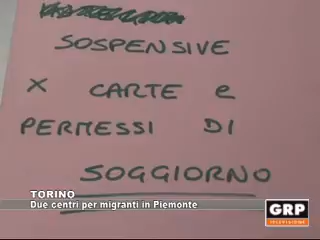 SOSPENSIVE
X CARTE e
PERMESSI DI
SOGGIORNO
TORINO
Due centri per migranti in Piemonte
GRP
TELEVISIONE